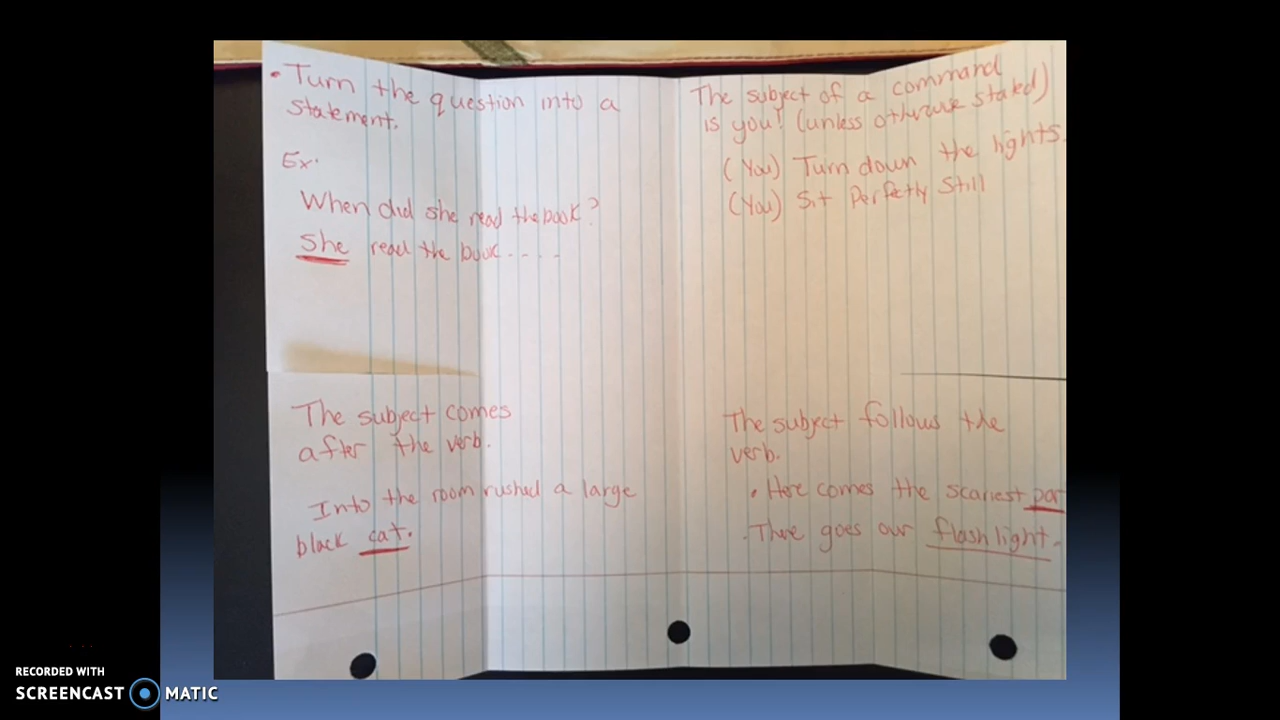 • Turn the question into a
statement.
Ex.
When did she read the book?
She read the book - - - -
The subject of a command
is you! (unless otherwise stated)
(You) Turn down the lights.
(You) Sit Perfectly Still
The subject comes
after the verb.
Into the room rushed a large
black cat.
The subject follows the
verb.
• Here comes the scariest par
• There goes our flashlight.
RECORDED WITH
SCREENCAST MATIC